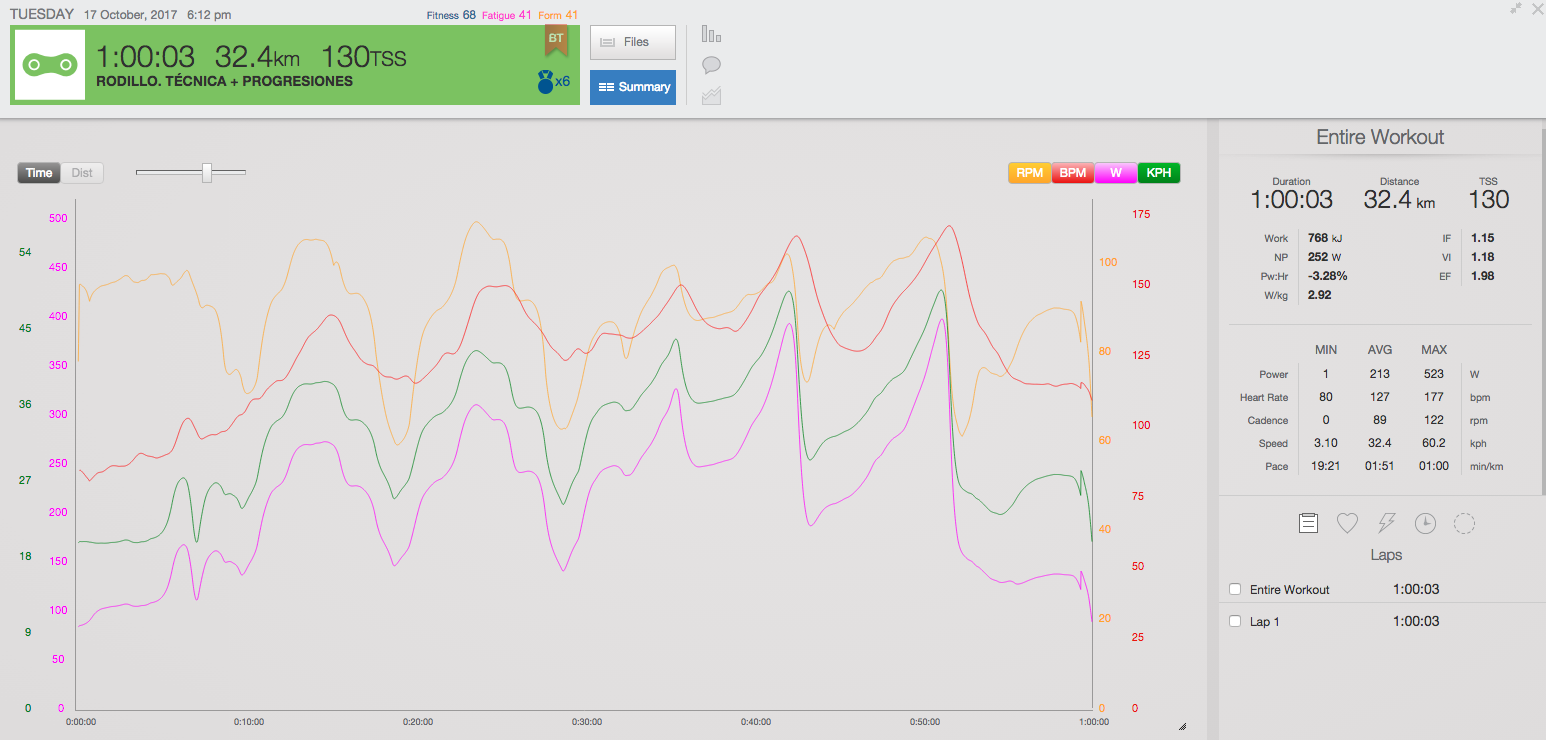 TUESDAY 17 October, 2017 6:12 pm Fitness 68 Fatigue 41 Form 41
BT
1:00:03 32.4km 130TSS
RODILLO. TÉCNICA + PROGRESIONES
x6
Files
Summary
Time Dist
RPM BPM W KPH
500
450
400
350
300
250
200
150
100
50
0
54
45
36
27
18
9
0
100
80
60
40
20
0
175
150
125
100
75
50
25
0
0:00:00 0:10:00 0:20:00 0:30:00 0:40:00 0:50:00 1:00:00
Entire Workout
Duration Distance TSS
1:00:03 32.4 km 130
Work 768 kJ IF 1.15
NP 252 W VI 1.18
Pw:Hr -3.28% EF 1.98
W/kg 2.92
MIN AVG MAX
Power 1 213 523 W
Heart Rate 80 127 177 bpm
Cadence 0 89 122 rpm
Speed 3.10 32.4 60.2 kph
Pace 19:21 01:51 01:00 min/km
Laps
Entire Workout 1:00:03
Lap 1 1:00:03